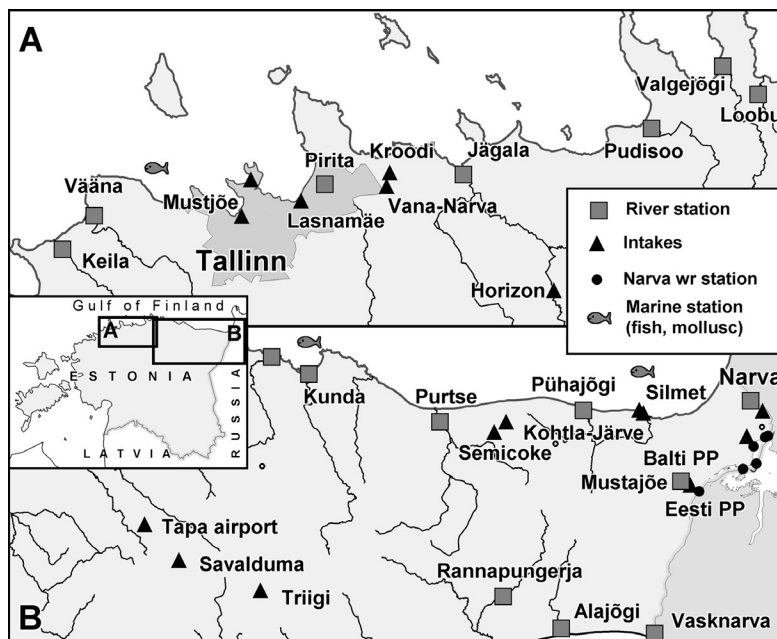 A
Valgejõgi
Loobu
Pudisoo
Kroodi
Jägala
Pirita
Vääna
Mustjõe
Lasnamäe
Vana-Narva
Keila
Tallinn
Horizon
River station
Intakes
Narva wr station
Marine station
(fish, mollusc)
Gulf of Finland
A
B
ESTONIA
RUSSIA
LATVIA
Kunda
Purtse
Pühajõgi
Silmet
Narva
Kohtla-Järve
Semicoke
Balti PP
Mustajõe
Eesti PP
Tapa airport
Savalduma
Triigi
Rannapungerja
Alajõgi
Vasknarva
B